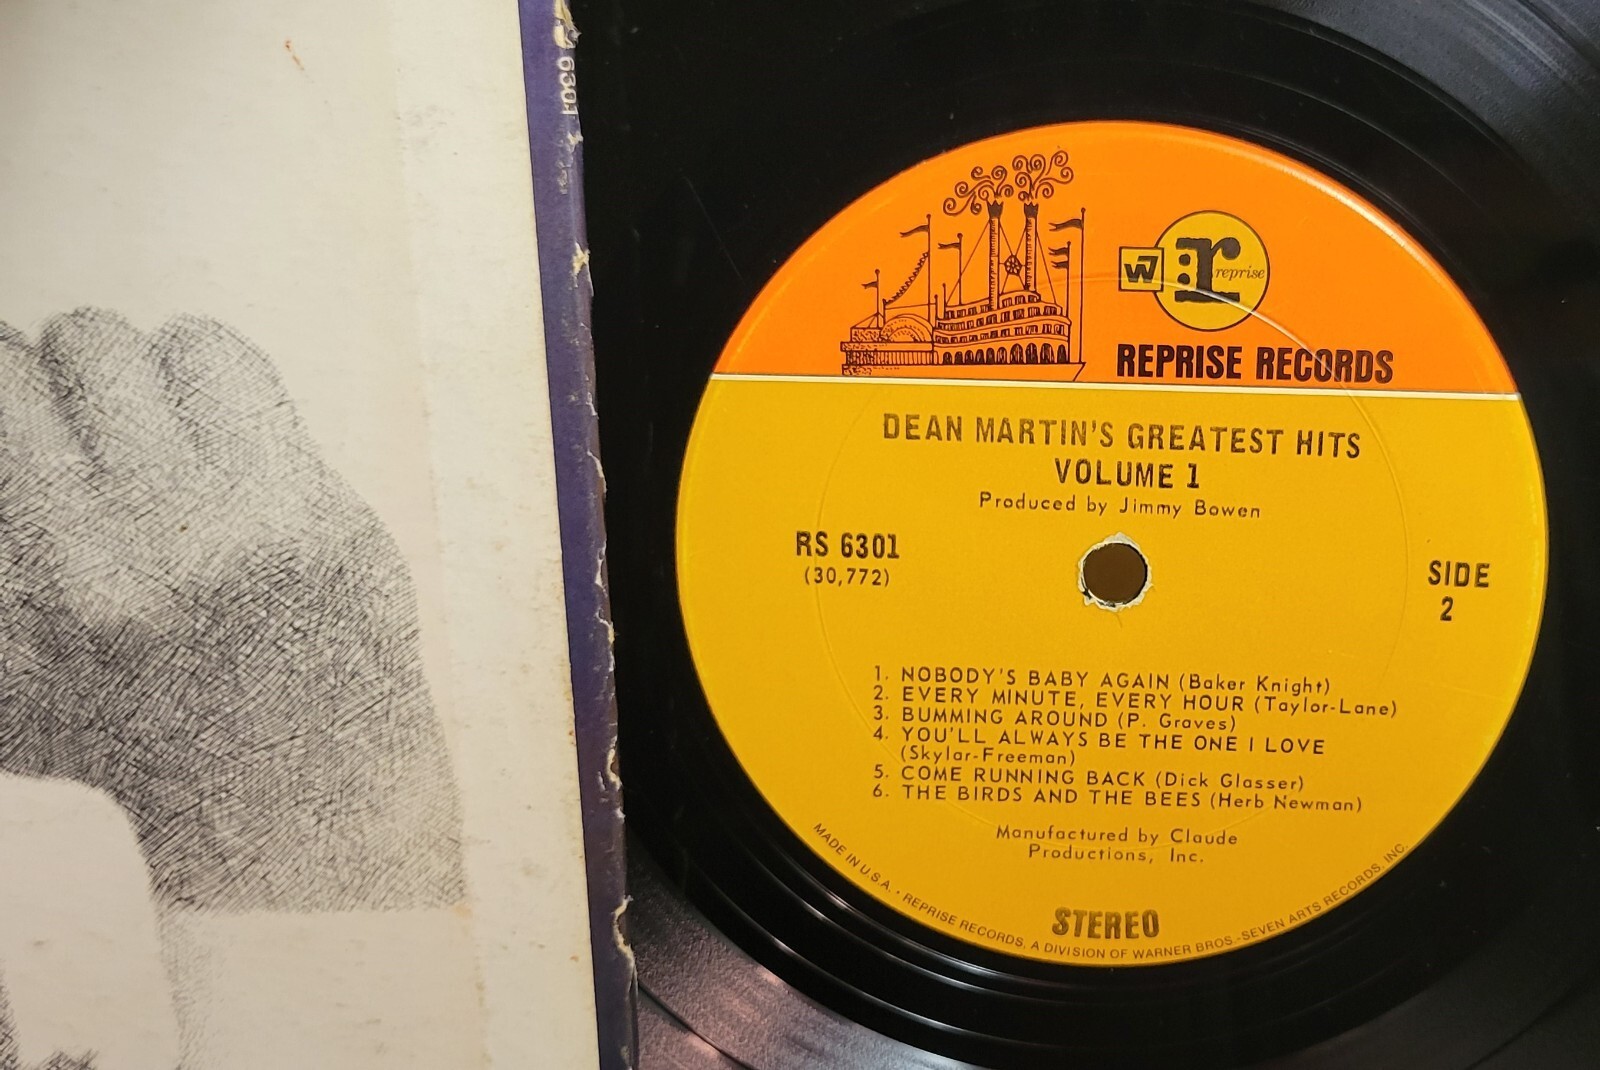 6301
W7
:r
reprise
REPRISE RECORDS
DEAN MARTIN'S GREATEST HITS
VOLUME 1
Produced by Jimmy Bowen
RS 6301
(30,772)
SIDE
2
1. NOBODY'S BABY AGAIN (Baker Knight)
2. EVERY MINUTE, EVERY HOUR (Taylor-Lane)
3. BUMMING AROUND (P. Graves)
4. YOU'LL ALWAYS BE THE ONE I LOVE
(Skylar-Freeman)
5. COME RUNNING BACK (Dick Glasser)
6. THE BIRDS AND THE BEES (Herb Newman)
Manufactured by Claude
Productions, Inc.
STEREO
MADE IN U.S.A. • REPRISE RECORDS, A DIVISION OF WARNER BROS.-SEVEN ARTS RECORDS, INC.